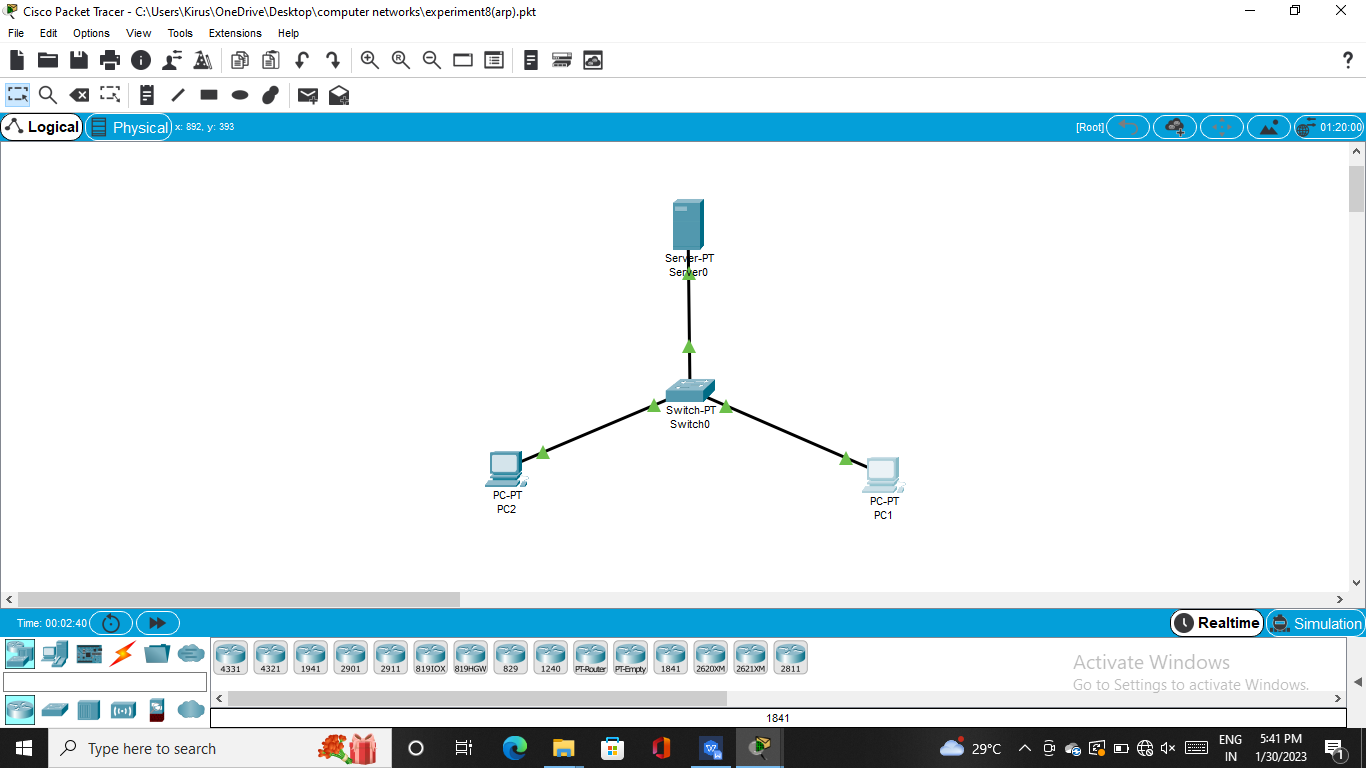 Cisco Packet Tracer - C:\Users\Kirus\OneDrive\Desktop\computer networks\experiment8(arp).pkt
File Edit Options View Tools Extensions Help
?
Logical Physical x: 892, y: 393 [Root] 01:20:00
Server-PT
Server0
Switch-PT
Switch0
PC-PT
PC2
PC-PT
PC1
Time: 00:02:40 Realtime Simulation
4331 4321 1941 2901 2911 819IOX 819HGW 829 1240 PT-Router PT-Empty 1841 2620XM 2621XM 2811
Activate Windows
Go to Settings to activate Windows.
1841
Type here to search
29°C
ENG
IN
5:41 PM
1/30/2023
1